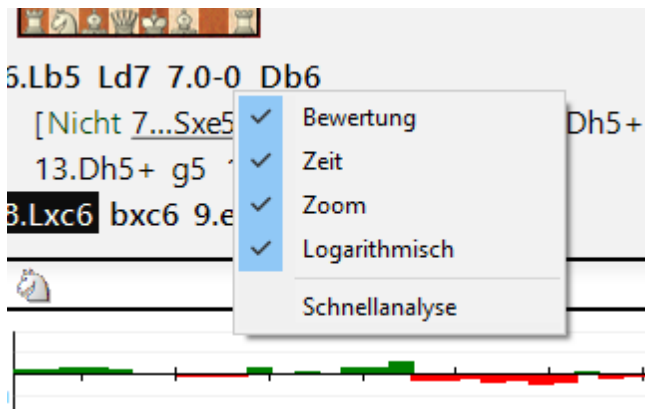 6.Lb5 Ld7 7.0-0 Db6
[Nicht 7...Sxe5 Dh5+
13.Dh5+ g5
8.Lxc6 bxc6 9.e
Bewertung
Zeit
Zoom
Logarithmisch
Schnellanalyse